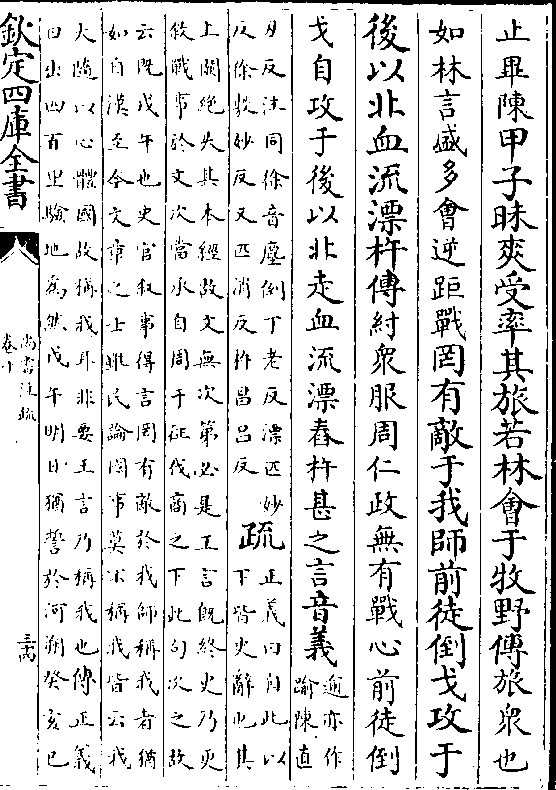 止畢陳甲子昧爽受率其旅若林會于牧野傳旅衆也
如林言盛多會逆距戰罔有敵于我師前徒倒戈攻于
後以北血流漂杵傳紂衆服周仁政無有戰心前徒倒
戈自攻于後以北走血流漂舂杵甚之言音義
逾亦作
踰陳直
刃反注同徐音塵倒丁老反漂匹妙
反徐敷妙反又匹消反杵昌呂反
疏
正義曰自此以
下皆史辭也其
上闕絶失其本經故文無次第必是王言既終史乃更
敘戰事於文次當承自周于征伐商之下此句次之故
云既戊午也史官叙事得言罔有敵於我師稱我者猶
如自漢至今文章之士雖民論國事莫不稱我皆云我
大隨以心體國故稱我耳非要王言乃稱我也傳正義
曰出四百里驗地爲然戊午明日猶誓於河朔癸亥已
欽定四庫全書
尚書注疏
卷十
三十四